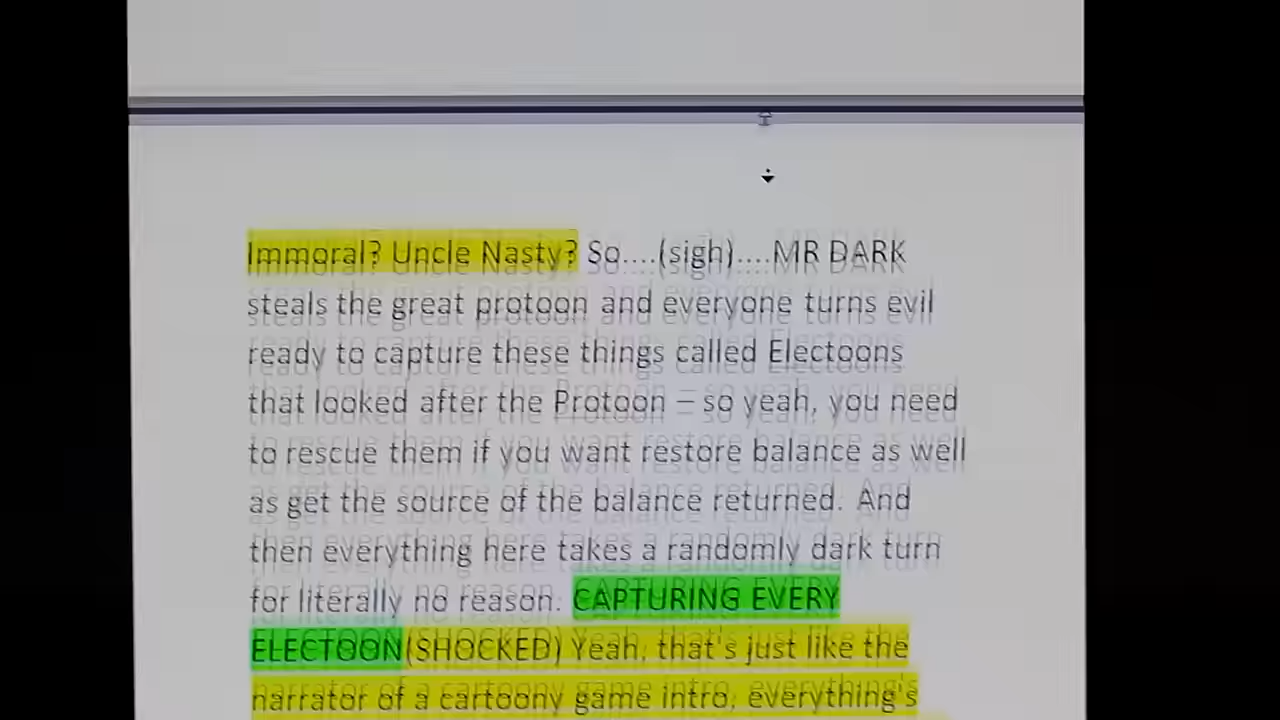 Immoral? Uncle Nasty? So....(sigh)....MR DARK
steals the great protoon and everyone turns evil
ready to capture these things called Electoons
that looked after the Protoon – so yeah, you need
to rescue them if you want restore balance as well
as get the source of the balance returned. And
then everything here takes a randomly dark turn
for literally no reason. CAPTURING EVERY
ELECTOON(SHOCKED) Yeah, that's just like the
narrator of a cartoony game intro, everything's